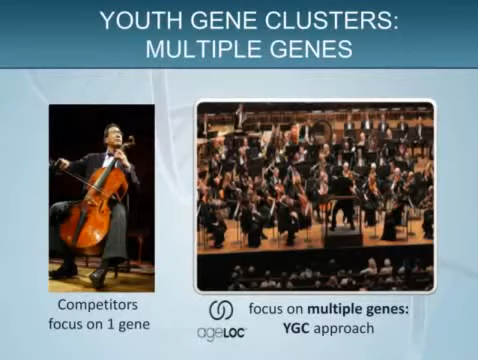 YOUTH GENE CLUSTERS:
MULTIPLE GENES
Competitors
focus on 1 gene
ageLOC
focus on multiple genes:
YGC approach